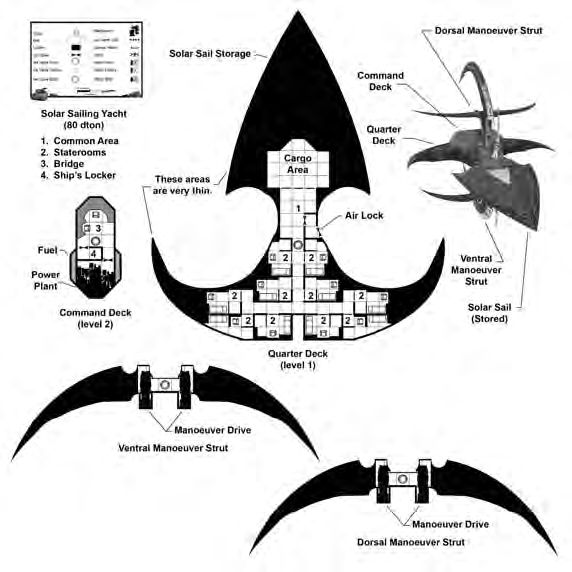 Solar Sail Storage
Dorsal Manoeuver Strut
Command
Deck
Quarter
Deck
Solar Sailing Yacht
(80 dton)
1. Common Area
2. Staterooms
3. Bridge
4. Ship's Locker
These areas
are very thin.
Cargo
Area
1
Air Lock
3
4
Fuel
Power
Plant
Command Deck
(level 2)
2
2
2
2
2
2
2
2
2
2
Quarter Deck
(level 1)
Ventral
Manoeuver
Strut
Solar Sail
(Stored)
Manoeuver Drive
Ventral Manoeuver Strut
Manoeuver Drive
Dorsal Manoeuver Strut